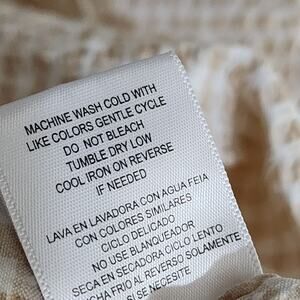 MACHINE WASH COLD WITH
LIKE COLORS GENTLE CYCLE
DO NOT BLEACH
TUMBLE DRY LOW
COOL IRON ON REVERSE
IF NEEDED
LAVA EN LAVADORA CON AGUA FEIA
CON COLORES SIMILARES
CICLO DELICADO
NO USE BLANQUEADOR
SECA EN SECADORA CICLO LENTO
FRIO AL REVERSO SOLAMENTE
SI SE NECESITE